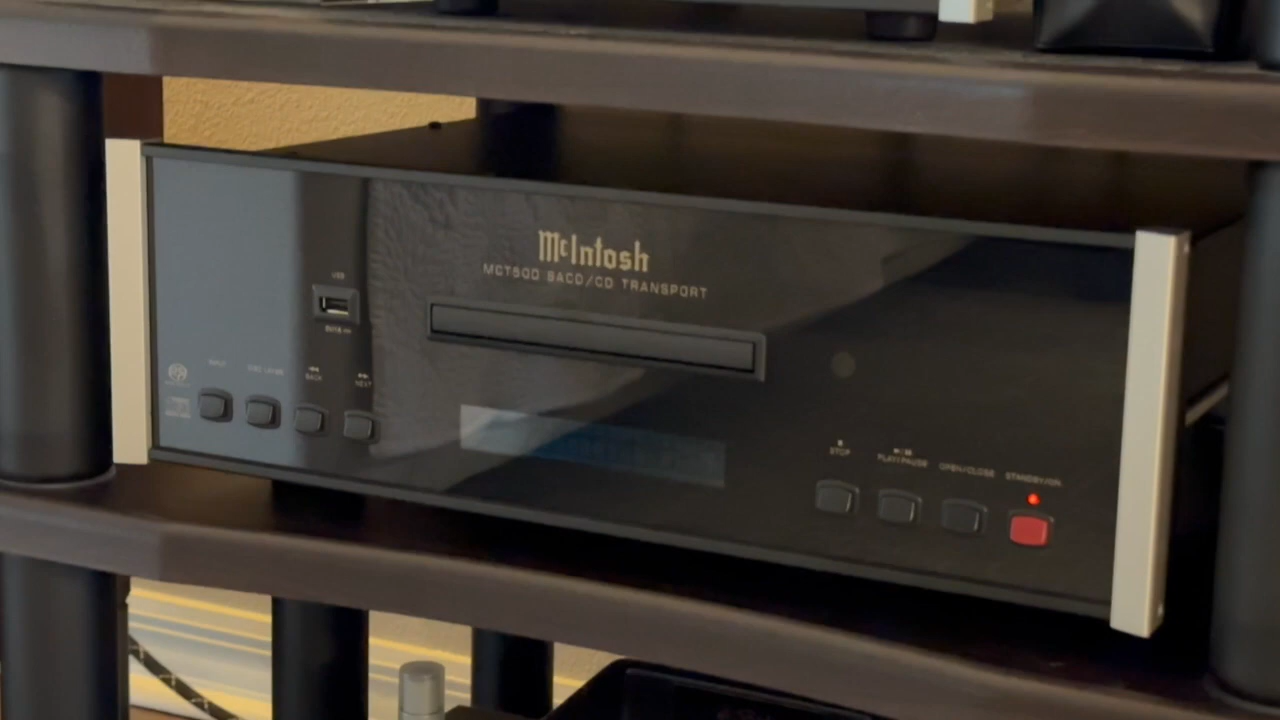 McIntosh
MCT500 SACD/CD TRANSPORT
USB
INPUT
DISC LAYER
BACK
NEXT
STOP
PLAY/PAUSE
OPEN/CLOSE
STANDBY/ON